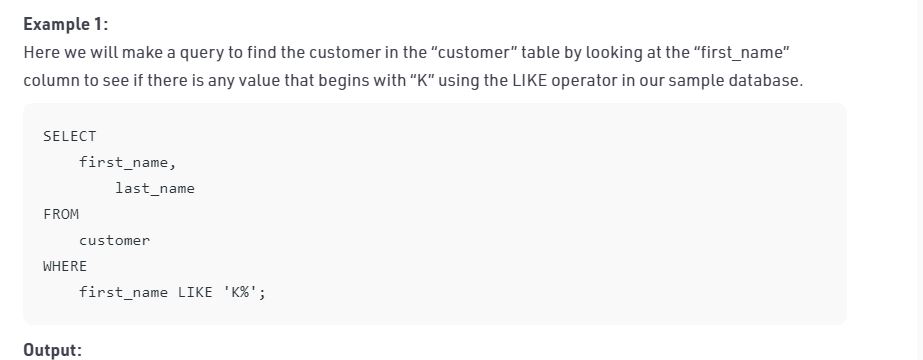 Example 1:
Here we will make a query to find the customer in the “customer” table by looking at the “first_name”
column to see if there is any value that begins with “K” using the LIKE operator in our sample database.
SELECT
    first_name,
        last_name
FROM
    customer
WHERE
    first_name LIKE 'K%';
Output: